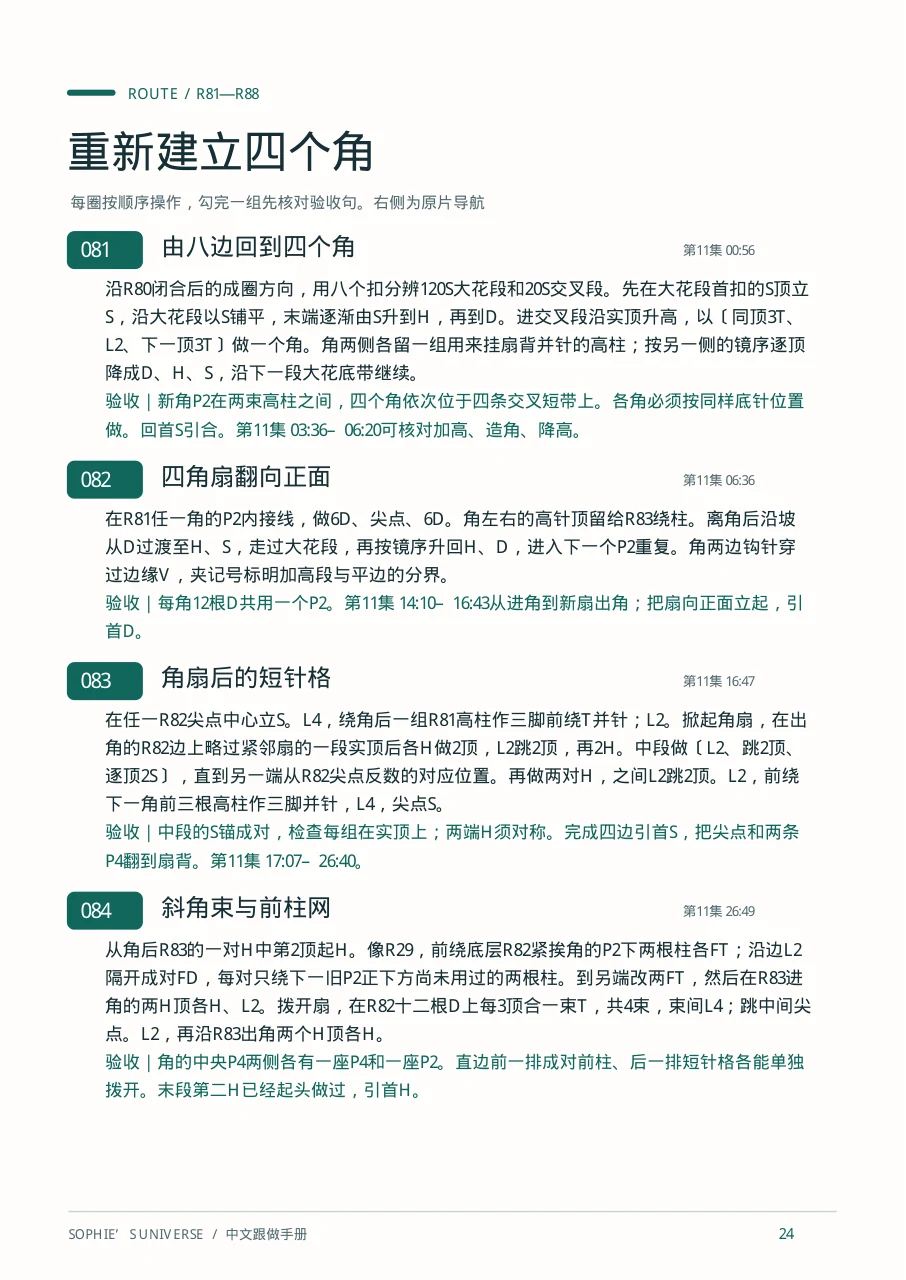 ROUTE / R81—R88
重新建立四个角
每圈按顺序操作，勾完一组先核对验收句。右侧为原片导航
081 由八边回到四个角 第11集 00:56
沿R80闭合后的成圈方向，用八个扣分辨120S大花段和20S交叉段。先在大花段首扣的S顶立
S，沿大花段以S铺平，末端逐渐由S升到H，再到D。进交叉段沿实顶升高，以〔同顶3T、
L2、下一顶3T〕做一个角。角两侧各留一组用来挂扇背并针的高柱；按另一侧的镜序逐顶
降成D、H、S，沿下一段大花底带继续。
验收｜新角P2在两束高柱之间，四个角依次位于四条交叉短带上。各角必须按同样底针位置
做。回首S引合。第11集 03:36–06:20可核对加高、造角、降高。
082 四角扇翻向正面 第11集 06:36
在R81任一角的P2内接线，做6D、尖点、6D。角左右的高针顶留给R83绕柱。离角后沿坡
从D过渡至H、S，走过大花段，再按镜序升回H、D，进入下一个P2重复。角两边钩针穿
过边缘V，夹记号标明加高段与平边的分界。
验收｜每角12根D共用一个P2。第11集 14:10–16:43从进角到新扇出角；把扇向正面立起，引
首D。
083 角扇后的短针格 第11集 16:47
在任一R82尖点中心立S。L4，绕角后一组R81高柱作三脚前绕T并针；L2。掀起角扇，在出
角的R82边上略过紧邻扇的一段实顶后各H做2顶，L2跳2顶，再2H。中段做〔L2、跳2顶、
逐顶2S〕，直到另一端从R82尖点反数的对应位置。再做两对H，之间L2跳2顶。L2，前绕
下一角前三根高柱作三脚并针，L4，尖点S。
验收｜中段的S锚成对，检查每组在实顶上；两端H须对称。完成四边引首S，把尖点和两条
P4翻到扇背。第11集 17:07–26:40。
084 斜角束与前柱网 第11集 26:49
从角后R83的一对H中第2顶起H。像R29，前绕底层R82紧挨角的P2下两根柱各FT；沿边L2
隔开成对FD，每对只绕下一旧P2正下方尚未用过的两根柱。到另端改两FT，然后在R83进
角的两H顶各H、L2。拨开扇，在R82十二根D上每3顶合一束T，共4束，束间L4；跳中间尖
点。L2，再沿R83出角两个H顶各H。
验收｜角的中央P4两侧各有一座P4和一座P2。直边前一排成对前柱、后一排短针格各能单独
拨开。末段第二H已经起头做过，引首H。
SOPHIE’S UNIVERSE / 中文跟做手册 24